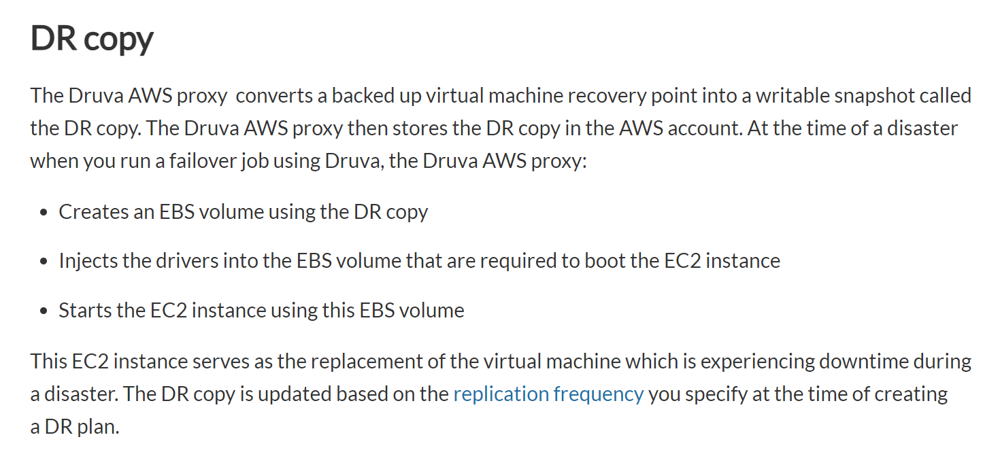 DR copy
The Druva AWS proxy  converts a backed up virtual machine recovery point into a writable snapshot called
the DR copy. The Druva AWS proxy then stores the DR copy in the AWS account. At the time of a disaster
when you run a failover job using Druva, the Druva AWS proxy:
• Creates an EBS volume using the DR copy
• Injects the drivers into the EBS volume that are required to boot the EC2 instance
• Starts the EC2 instance using this EBS volume
This EC2 instance serves as the replacement of the virtual machine which is experiencing downtime during
a disaster. The DR copy is updated based on the replication frequency you specify at the time of creating
a DR plan.